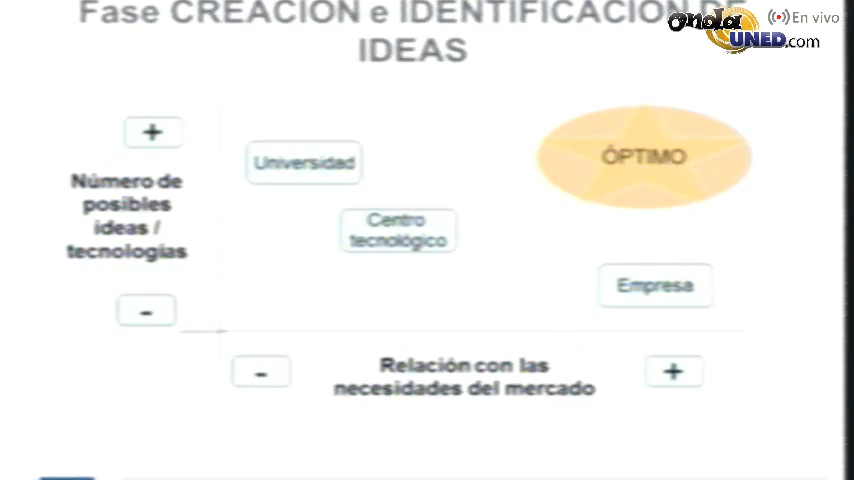 Fase CREACIÓN e IDENTIFICACIÓN
IDEAS
Onda
UNED.com
En vivo
+
Número de
posibles
ideas /
tecnologías
-
Universidad
Centro
tecnológico
ÓPTIMO
Empresa
-
Relación con las
necesidades del mercado
+